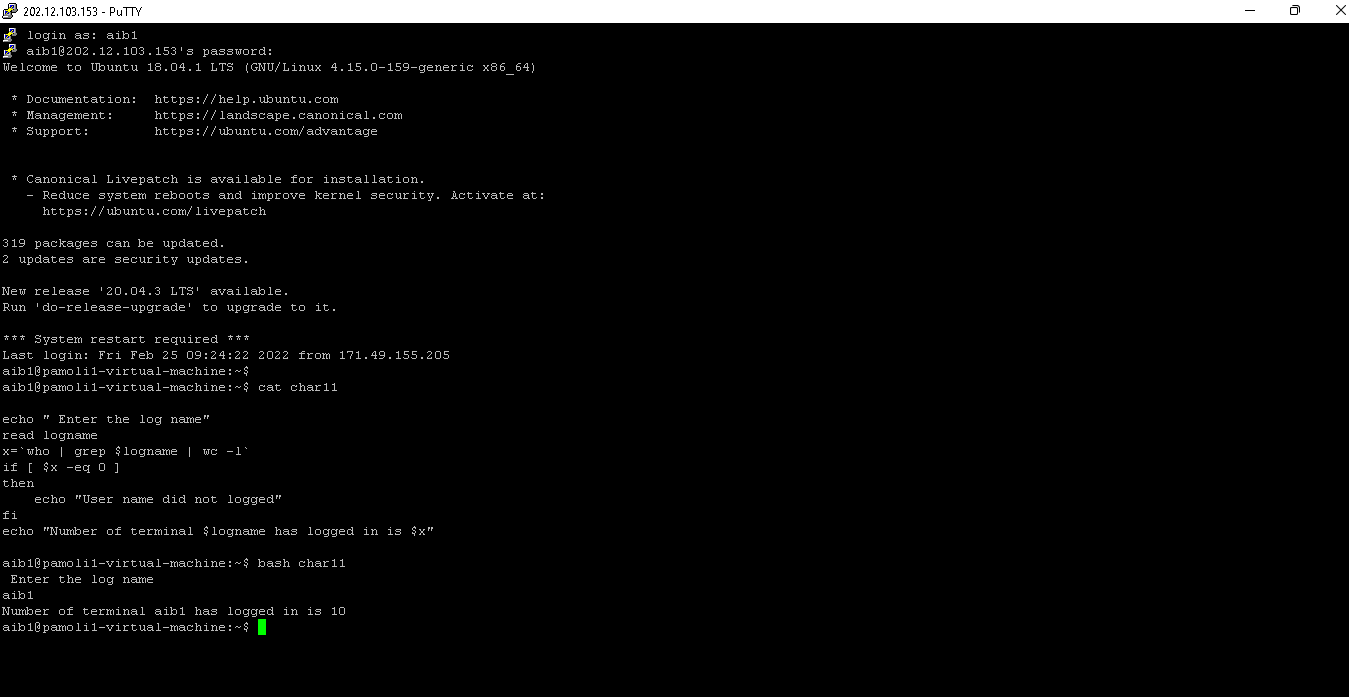 202.12.103.153 - PuTTY
login as: aib1
aib1@202.12.103.153's password:
Welcome to Ubuntu 18.04.1 LTS (GNU/Linux 4.15.0-159-generic x86_64)
* Documentation:  https://help.ubuntu.com
* Management:     https://landscape.canonical.com
* Support:        https://ubuntu.com/advantage
* Canonical Livepatch is available for installation.
- Reduce system reboots and improve kernel security. Activate at:
https://ubuntu.com/livepatch
319 packages can be updated.
2 updates are security updates.
New release '20.04.3 LTS' available.
Run 'do-release-upgrade' to upgrade to it.
*** System restart required ***
Last login: Fri Feb 25 09:24:22 2022 from 171.49.155.205
aib1@pamoli1-virtual-machine:~$
aib1@pamoli1-virtual-machine:~$ cat char11
echo " Enter the log name"
read logname
x=`who | grep $logname | wc -l`
if [ $x -eq 0 ]
then
echo "User name did not logged"
fi
echo "Number of terminal $logname has logged in is $x"
aib1@pamoli1-virtual-machine:~$ bash char11
Enter the log name
aib1
Number of terminal aib1 has logged in is 10
aib1@pamoli1-virtual-machine:~$